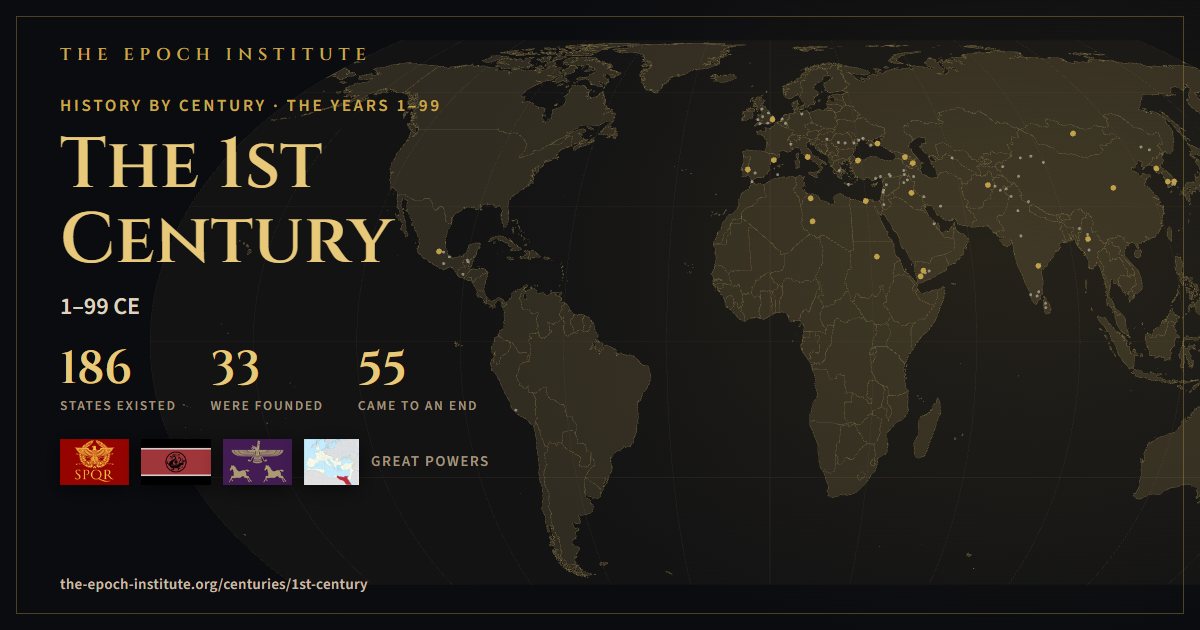 THE EPOCH INSTITUTE
HISTORY BY CENTURY · THE YEARS 1–99
THE 1ST
CENTURY
1–99 CE
186 33 55
STATES EXISTED WERE FOUNDED CAME TO AN END
SPQR
GREAT POWERS
the-epoch-institute.org/centuries/1st-century